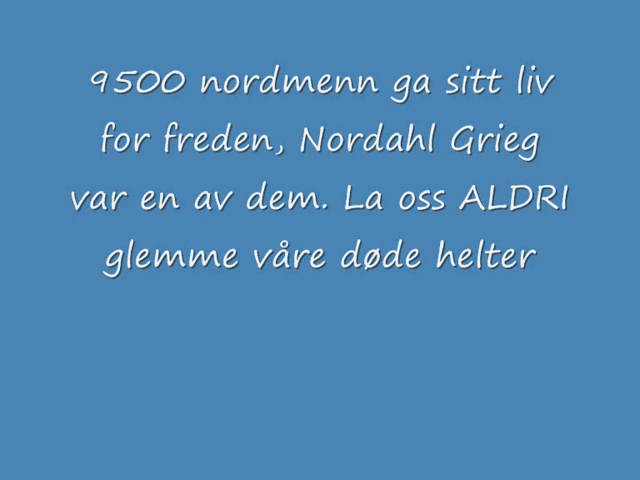 9500 nordmenn ga sitt liv
for freden, Nordahl Grieg
var en av dem. La oss ALDRI
glemme våre døde helter